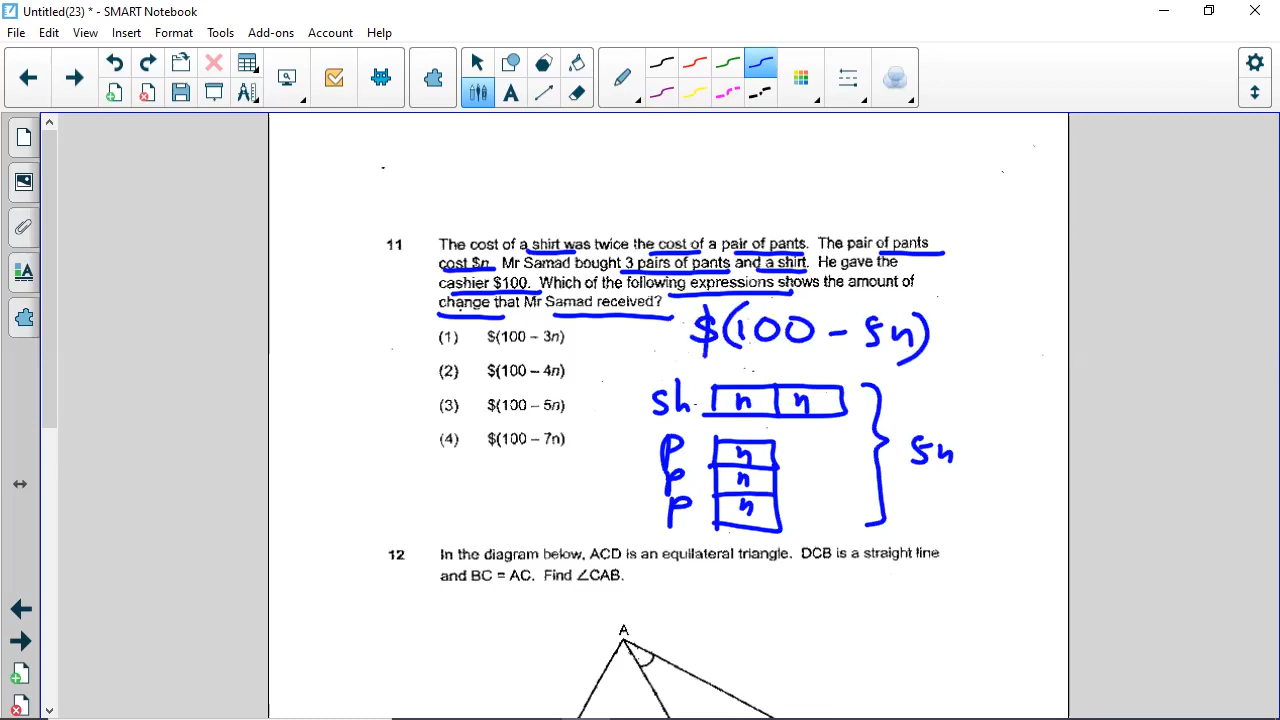 Untitled(23) * - SMART Notebook
File Edit View Insert Format Tools Add-ons Account Help
11 The cost of a shirt was twice the cost of a pair of pants. The pair of pants
cost $n. Mr Samad bought 3 pairs of pants and a shirt. He gave the
cashier $100. Which of the following expressions shows the amount of
change that Mr Samad received?
$(100 - 5n)
(1) $(100 – 3n)
(2) $(100 – 4n)
(3) $(100 – 5n)
(4) $(100 – 7n)
sh n n
p n
p n
p n
5n
12 In the diagram below, ACD is an equilateral triangle. DCB is a straight line
and BC = AC. Find ∠CAB.
A